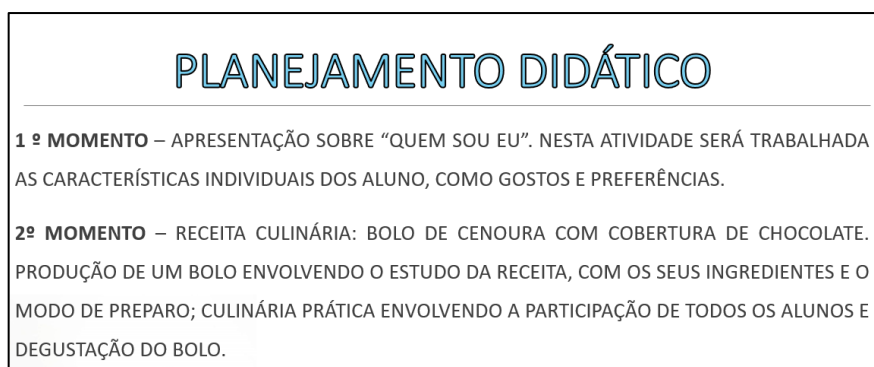 PLANEJAMENTO DIDÁTICO
1 º MOMENTO – APRESENTAÇÃO SOBRE “QUEM SOU EU”. NESTA ATIVIDADE SERÁ TRABALHADA
AS CARACTERÍSTICAS INDIVIDUAIS DOS ALUNO, COMO GOSTOS E PREFERÊNCIAS.
2º MOMENTO – RECEITA CULINÁRIA: BOLO DE CENOURA COM COBERTURA DE CHOCOLATE.
PRODUÇÃO DE UM BOLO ENVOLVENDO O ESTUDO DA RECEITA, COM OS SEUS INGREDIENTES E O
MODO DE PREPARO; CULINÁRIA PRÁTICA ENVOLVENDO A PARTICIPAÇÃO DE TODOS OS ALUNOS E
DEGUSTAÇÃO DO BOLO.